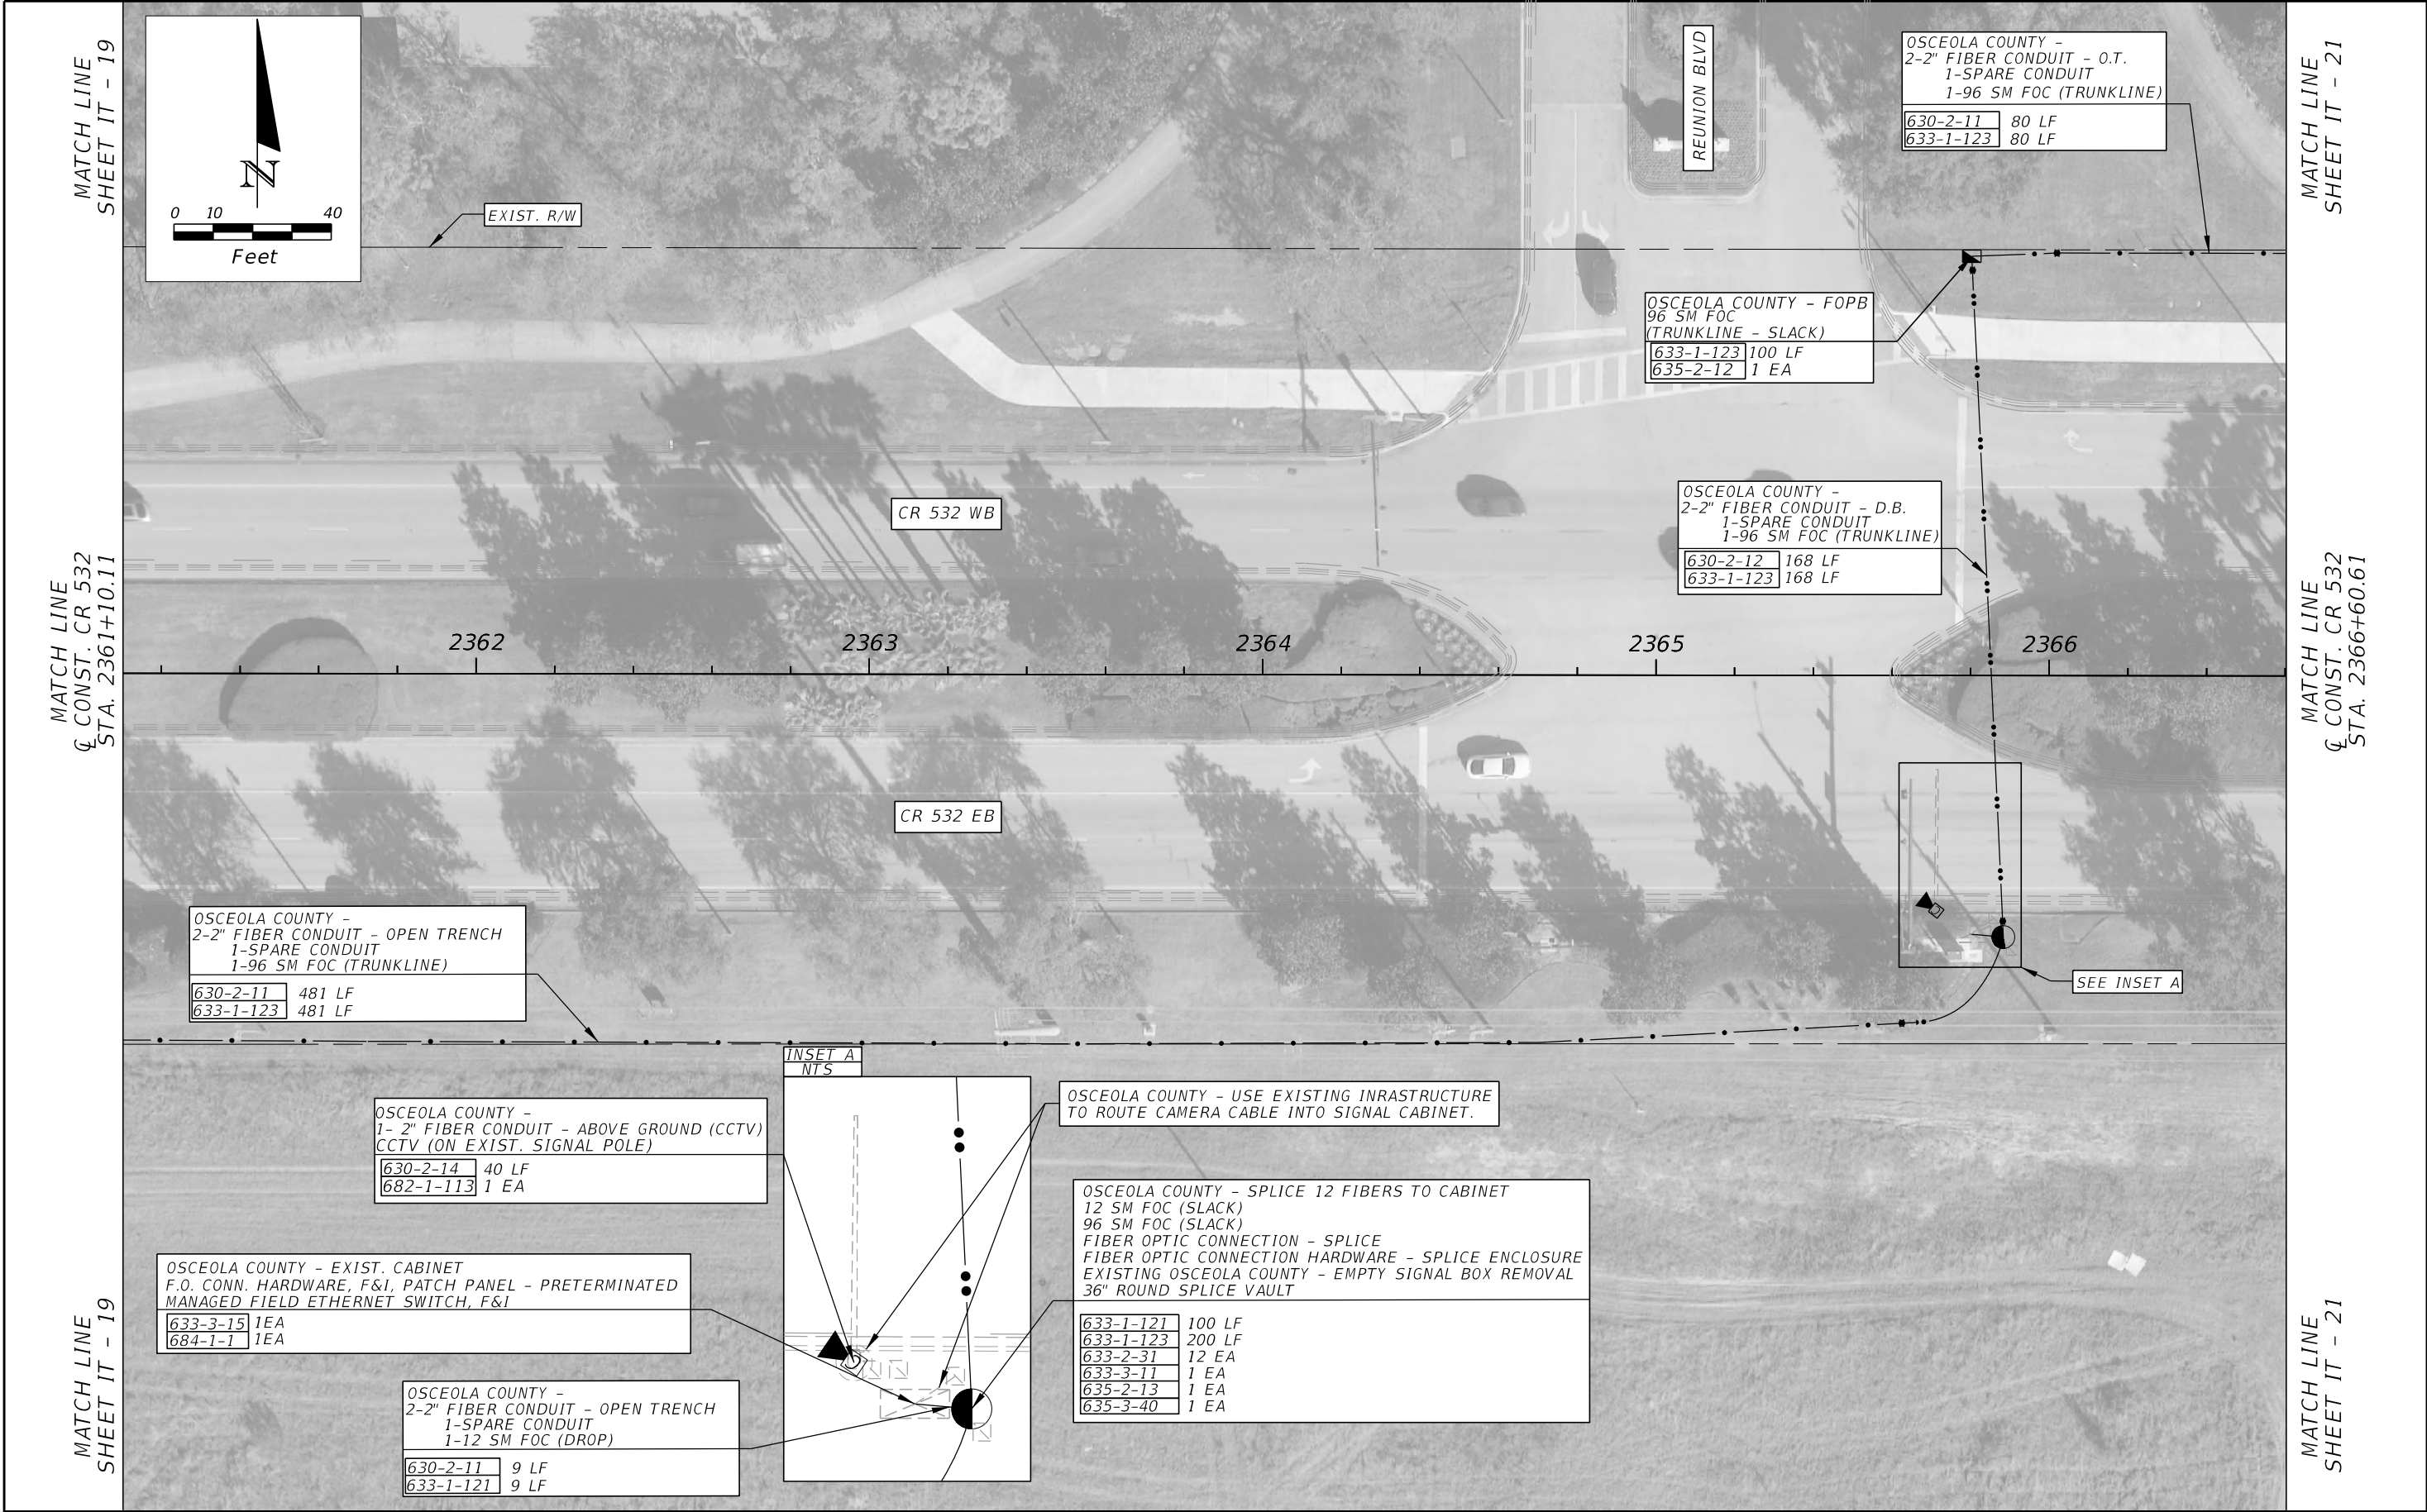 MATCH LINE
SHEET IT - 19
N
0 10 40
Feet
EXIST. R/W
REUNION BLVD
OSCEOLA COUNTY -
2-2" FIBER CONDUIT - O.T.
1-SPARE CONDUIT
1-96 SM FOC (TRUNKLINE)
630-2-11 80 LF
633-1-123 80 LF
MATCH LINE
SHEET IT - 21
OSCEOLA COUNTY - FOPB
96 SM FOC
(TRUNKLINE - SLACK)
633-1-123 100 LF
635-2-12 1 EA
OSCEOLA COUNTY -
2-2" FIBER CONDUIT - D.B.
1-SPARE CONDUIT
1-96 SM FOC (TRUNKLINE)
630-2-12 168 LF
633-1-123 168 LF
CR 532 WB
MATCH LINE
℄ CONST. CR 532
STA. 2361+10.11
2362 2363 2364 2365 2366
MATCH LINE
℄ CONST. CR 532
STA. 2366+60.61
CR 532 EB
OSCEOLA COUNTY -
2-2" FIBER CONDUIT - OPEN TRENCH
1-SPARE CONDUIT
1-96 SM FOC (TRUNKLINE)
630-2-11 481 LF
633-1-123 481 LF
SEE INSET A
INSET A
NTS
OSCEOLA COUNTY - USE EXISTING INRASTRUCTURE
TO ROUTE CAMERA CABLE INTO SIGNAL CABINET.
OSCEOLA COUNTY -
1- 2" FIBER CONDUIT - ABOVE GROUND (CCTV)
CCTV (ON EXIST. SIGNAL POLE)
630-2-14 40 LF
682-1-113 1 EA
OSCEOLA COUNTY - SPLICE 12 FIBERS TO CABINET
12 SM FOC (SLACK)
96 SM FOC (SLACK)
FIBER OPTIC CONNECTION - SPLICE
FIBER OPTIC CONNECTION HARDWARE - SPLICE ENCLOSURE
EXISTING OSCEOLA COUNTY - EMPTY SIGNAL BOX REMOVAL
36" ROUND SPLICE VAULT
633-1-121 100 LF
633-1-123 200 LF
633-2-31 12 EA
633-3-11 1 EA
635-2-13 1 EA
635-3-40 1 EA
OSCEOLA COUNTY - EXIST. CABINET
F.O. CONN. HARDWARE, F&I, PATCH PANEL - PRETERMINATED
MANAGED FIELD ETHERNET SWITCH, F&I
633-3-15 1EA
684-1-1 1EA
OSCEOLA COUNTY -
2-2" FIBER CONDUIT - OPEN TRENCH
1-SPARE CONDUIT
1-12 SM FOC (DROP)
630-2-11 9 LF
633-1-121 9 LF
MATCH LINE
SHEET IT - 19
MATCH LINE
SHEET IT - 21